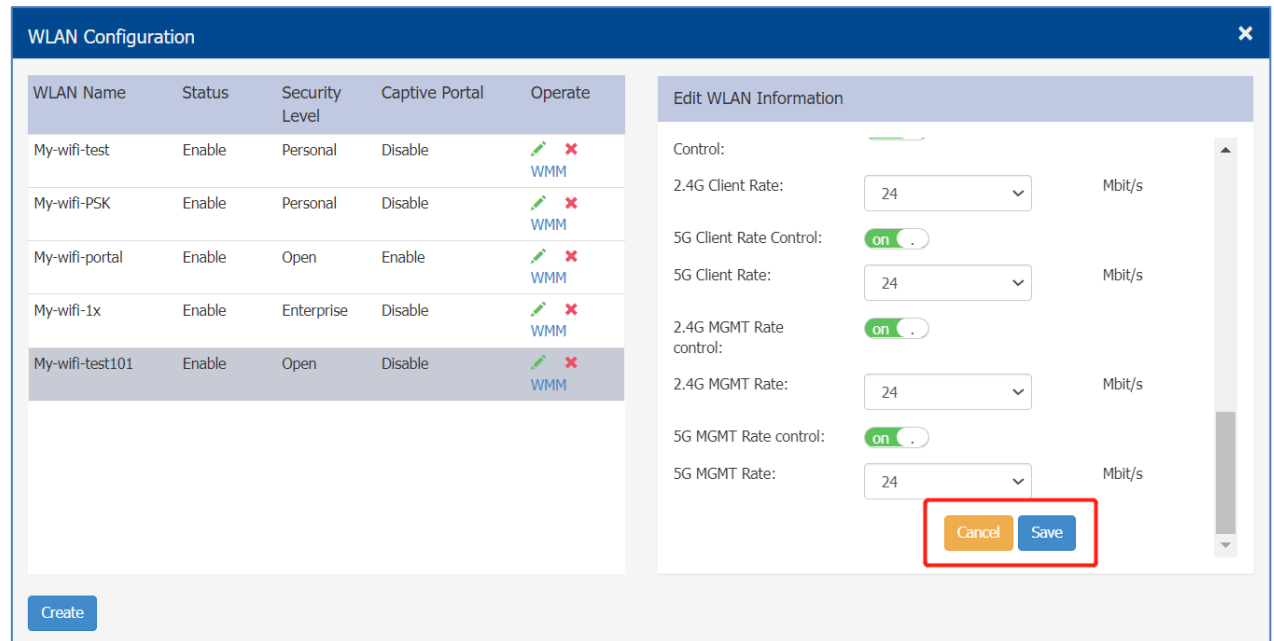 WLAN Configuration
WLAN Name Status Security Level Captive Portal Operate
My-wifi-test Enable Personal Disable
WMM
My-wifi-PSK Enable Personal Disable
WMM
My-wifi-portal Enable Open Enable
WMM
My-wifi-1x Enable Enterprise Disable
WMM
My-wifi-test101 Enable Open Disable
WMM
Create
Edit WLAN Information
Control:
2.4G Client Rate: 24 Mbit/s
5G Client Rate Control: on .
5G Client Rate: 24 Mbit/s
2.4G MGMT Rate
control: on .
2.4G MGMT Rate: 24 Mbit/s
5G MGMT Rate control: on .
5G MGMT Rate: 24 Mbit/s
Cancel Save